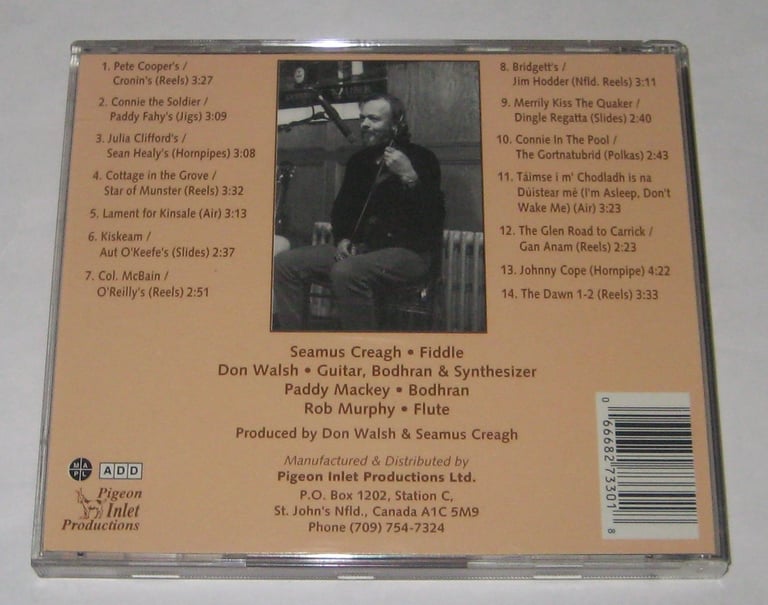 1. Pete Cooper's /
Cronin's (Reels) 3:27
2. Connie the Soldier /
Paddy Fahy's (Jigs) 3:09
3. Julia Clifford's /
Sean Healy's (Hornpipes) 3:08
4. Cottage in the Grove /
Star of Munster (Reels) 3:32
5. Lament for Kinsale (Air) 3:13
6. Kiskeam /
Aut O'Keefe's (Slides) 2:37
7. Col. McBain /
O'Reilly's (Reels) 2:51
8. Bridgett's /
Jim Hodder (Nfld. Reels) 3:11
9. Merrily Kiss The Quaker /
Dingle Regatta (Slides) 2:40
10. Connie In The Pool /
The Gortnatubrid (Polkas) 2:43
11. Táimse i m' Chodladh is na
Dúistear mé (I'm Asleep, Don't
Wake Me) (Air) 3:23
12. The Glen Road to Carrick /
Gan Anam (Reels) 2:23
13. Johnny Cope (Hornpipe) 4:22
14. The Dawn 1-2 (Reels) 3:33
Seamus Creagh • Fiddle
Don Walsh • Guitar, Bodhran & Synthesizer
Paddy Mackey • Bodhran
Rob Murphy • Flute
Produced by Don Walsh & Seamus Creagh
Manufactured & Distributed by
Pigeon Inlet Productions Ltd.
P.O. Box 1202, Station C,
St. John's Nfld., Canada A1C 5M9
Phone (709) 754-7324
MAPL
ADD
Pigeon
Inlet
Productions
0 66682 73301 8